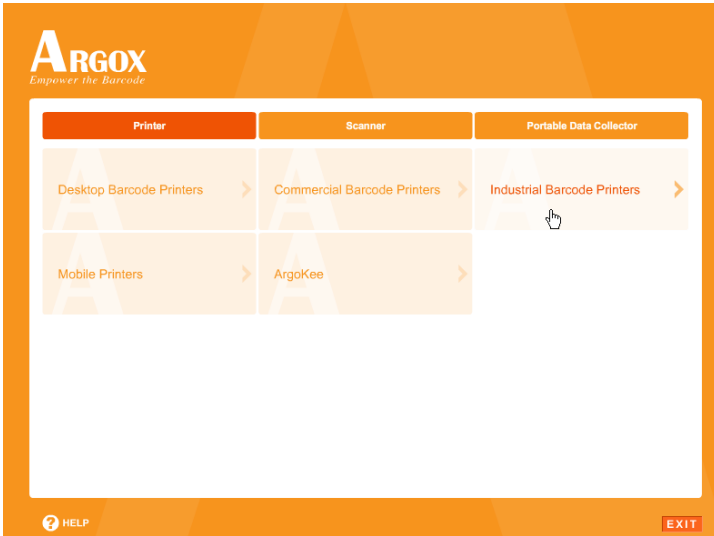 ARGOX
Empower the Barcode
Printer
Scanner
Portable Data Collector
Desktop Barcode Printers
Commercial Barcode Printers
Industrial Barcode Printers
Mobile Printers
ArgoKee
? HELP
EXIT